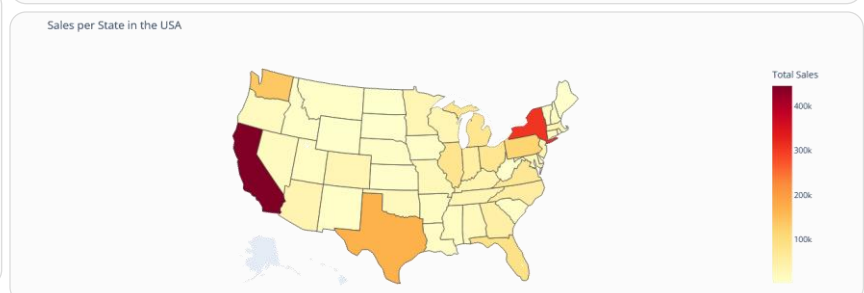 Sales per State in the USA
Total Sales
400k
300k
200k
100k